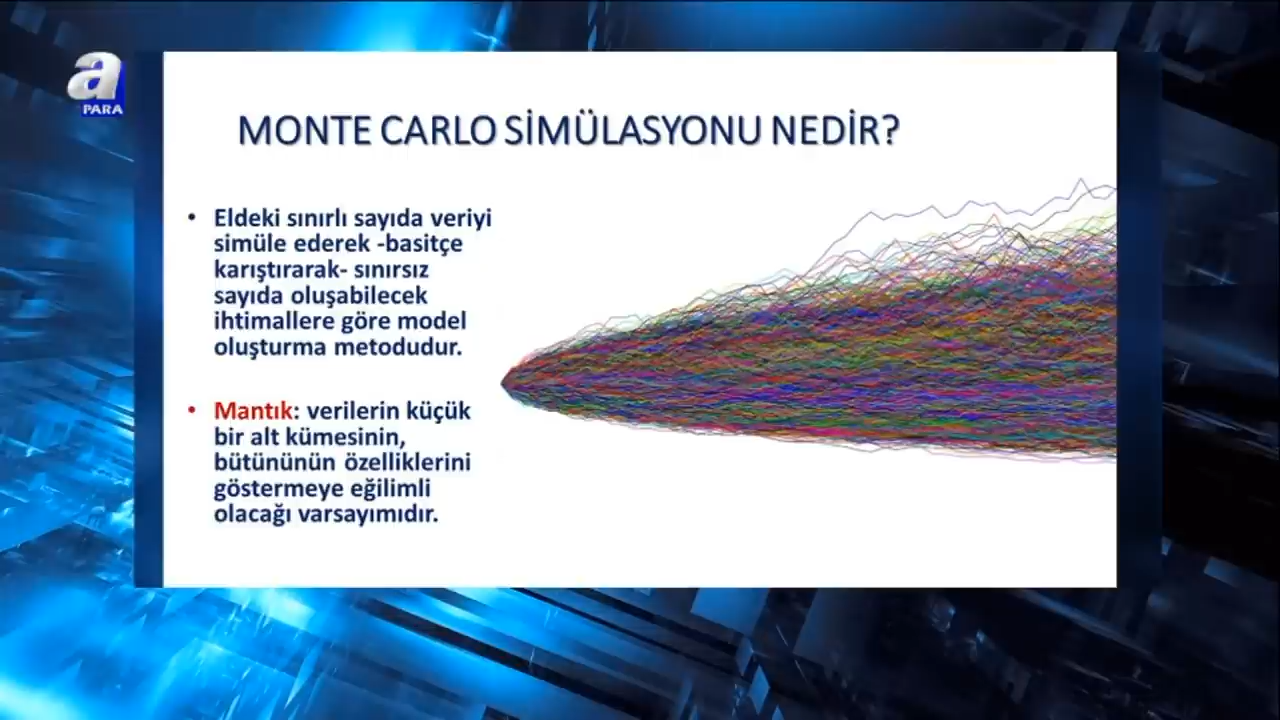 a
PARA
MONTE CARLO SİMÜLASYONU NEDİR?
• Eldeki sınırlı sayıda veriyi
simüle ederek -basitçe
karıştırarak- sınırsız
sayıda oluşabilecek
ihtimallere göre model
oluşturma metodudur.
• Mantık: verilerin küçük
bir alt kümesinin,
bütününün özelliklerini
göstermeye eğilimli
olacağı varsayımıdır.